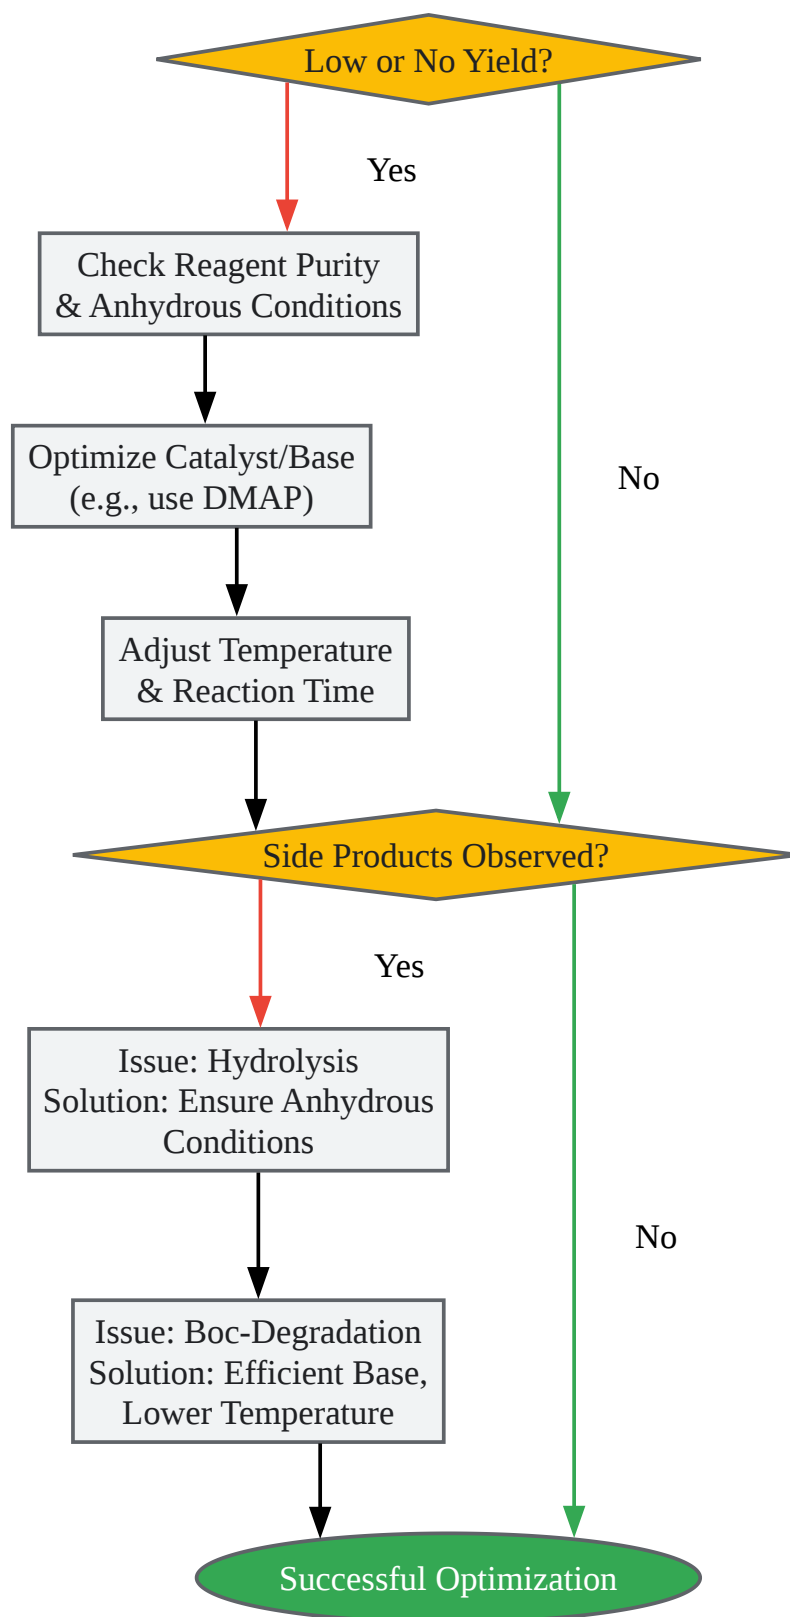 Low or No Yield?
Yes
Check Reagent Purity
& Anhydrous Conditions
Optimize Catalyst/Base
(e.g., use DMAP)
No
Adjust Temperature
& Reaction Time
Side Products Observed?
Yes
Issue: Hydrolysis
Solution: Ensure Anhydrous
Conditions
No
Issue: Boc-Degradation
Solution: Efficient Base,
Lower Temperature
Successful Optimization